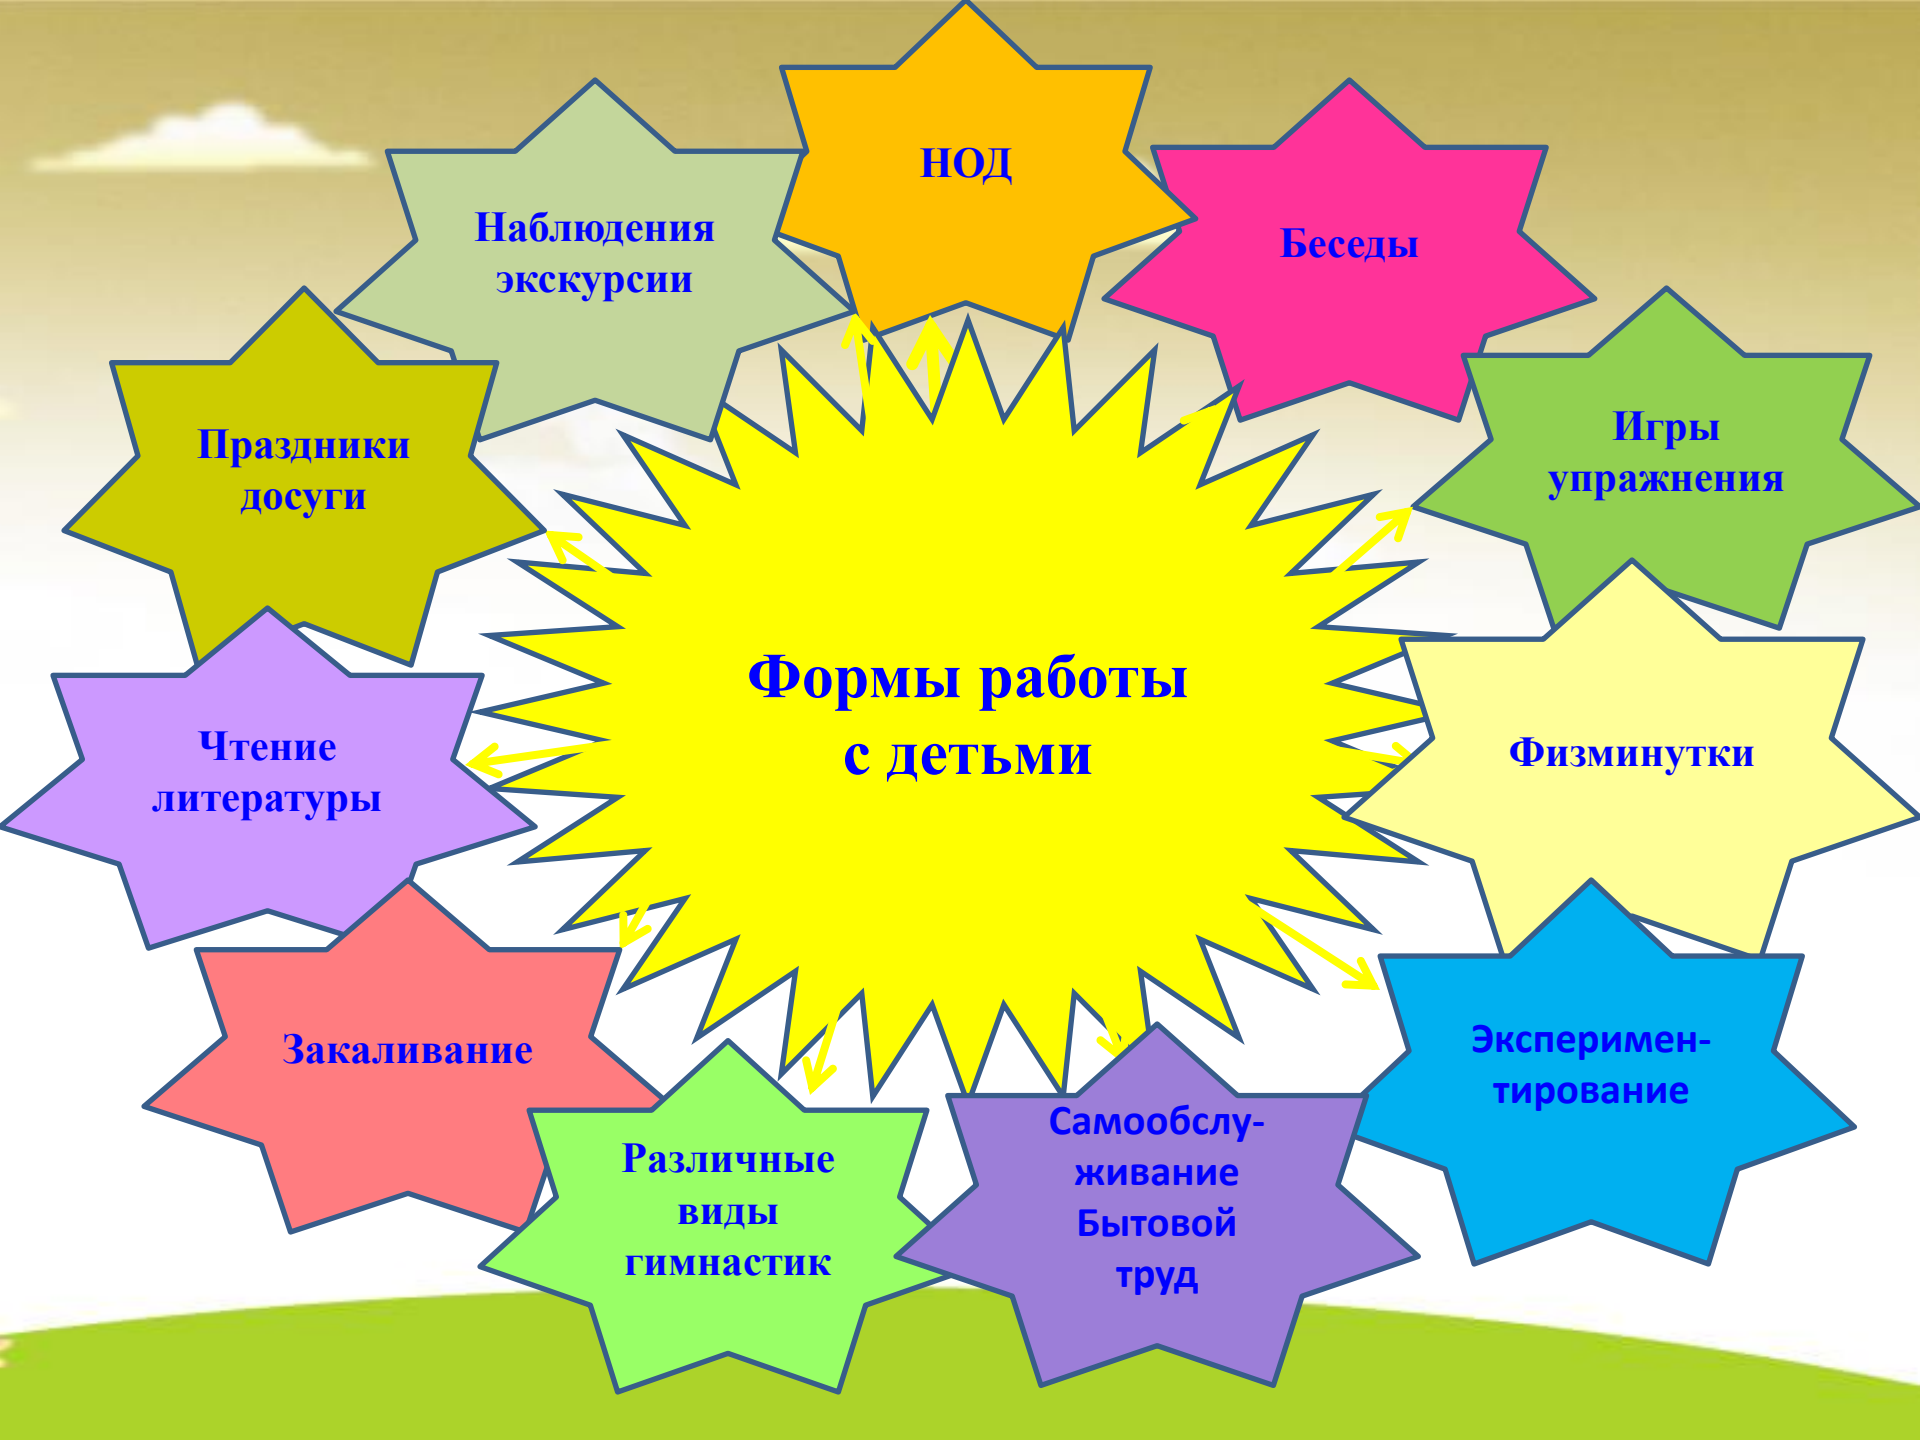 НОД
Наблюдения
экскурсии
Беседы
Праздники
досуги
Игры
упражнения
Формы работы
с детьми
Чтение
литературы
Физминутки
Закаливание
Эксперимен-
тирование
Различные
виды
гимнастик
Самообслу-
живание
Бытовой
труд